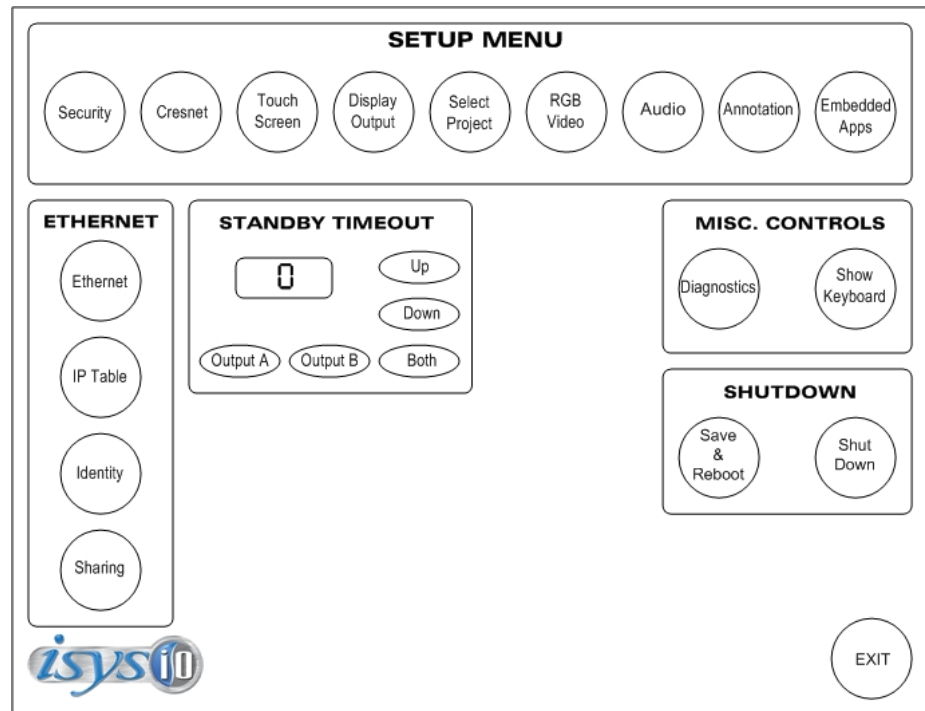 SETUP MENU
Security
Cresnet
Touch
Screen
Display
Output
Select
Project
RGB
Video
Audio
Annotation
Embedded
Apps
ETHERNET
Ethernet
IP Table
Identity
Sharing
STANDBY TIMEOUT
0
Up
Down
Output A
Output B
Both
MISC. CONTROLS
Diagnostics
Show
Keyboard
SHUTDOWN
Save
&
Reboot
Shut
Down
isys i/O
EXIT